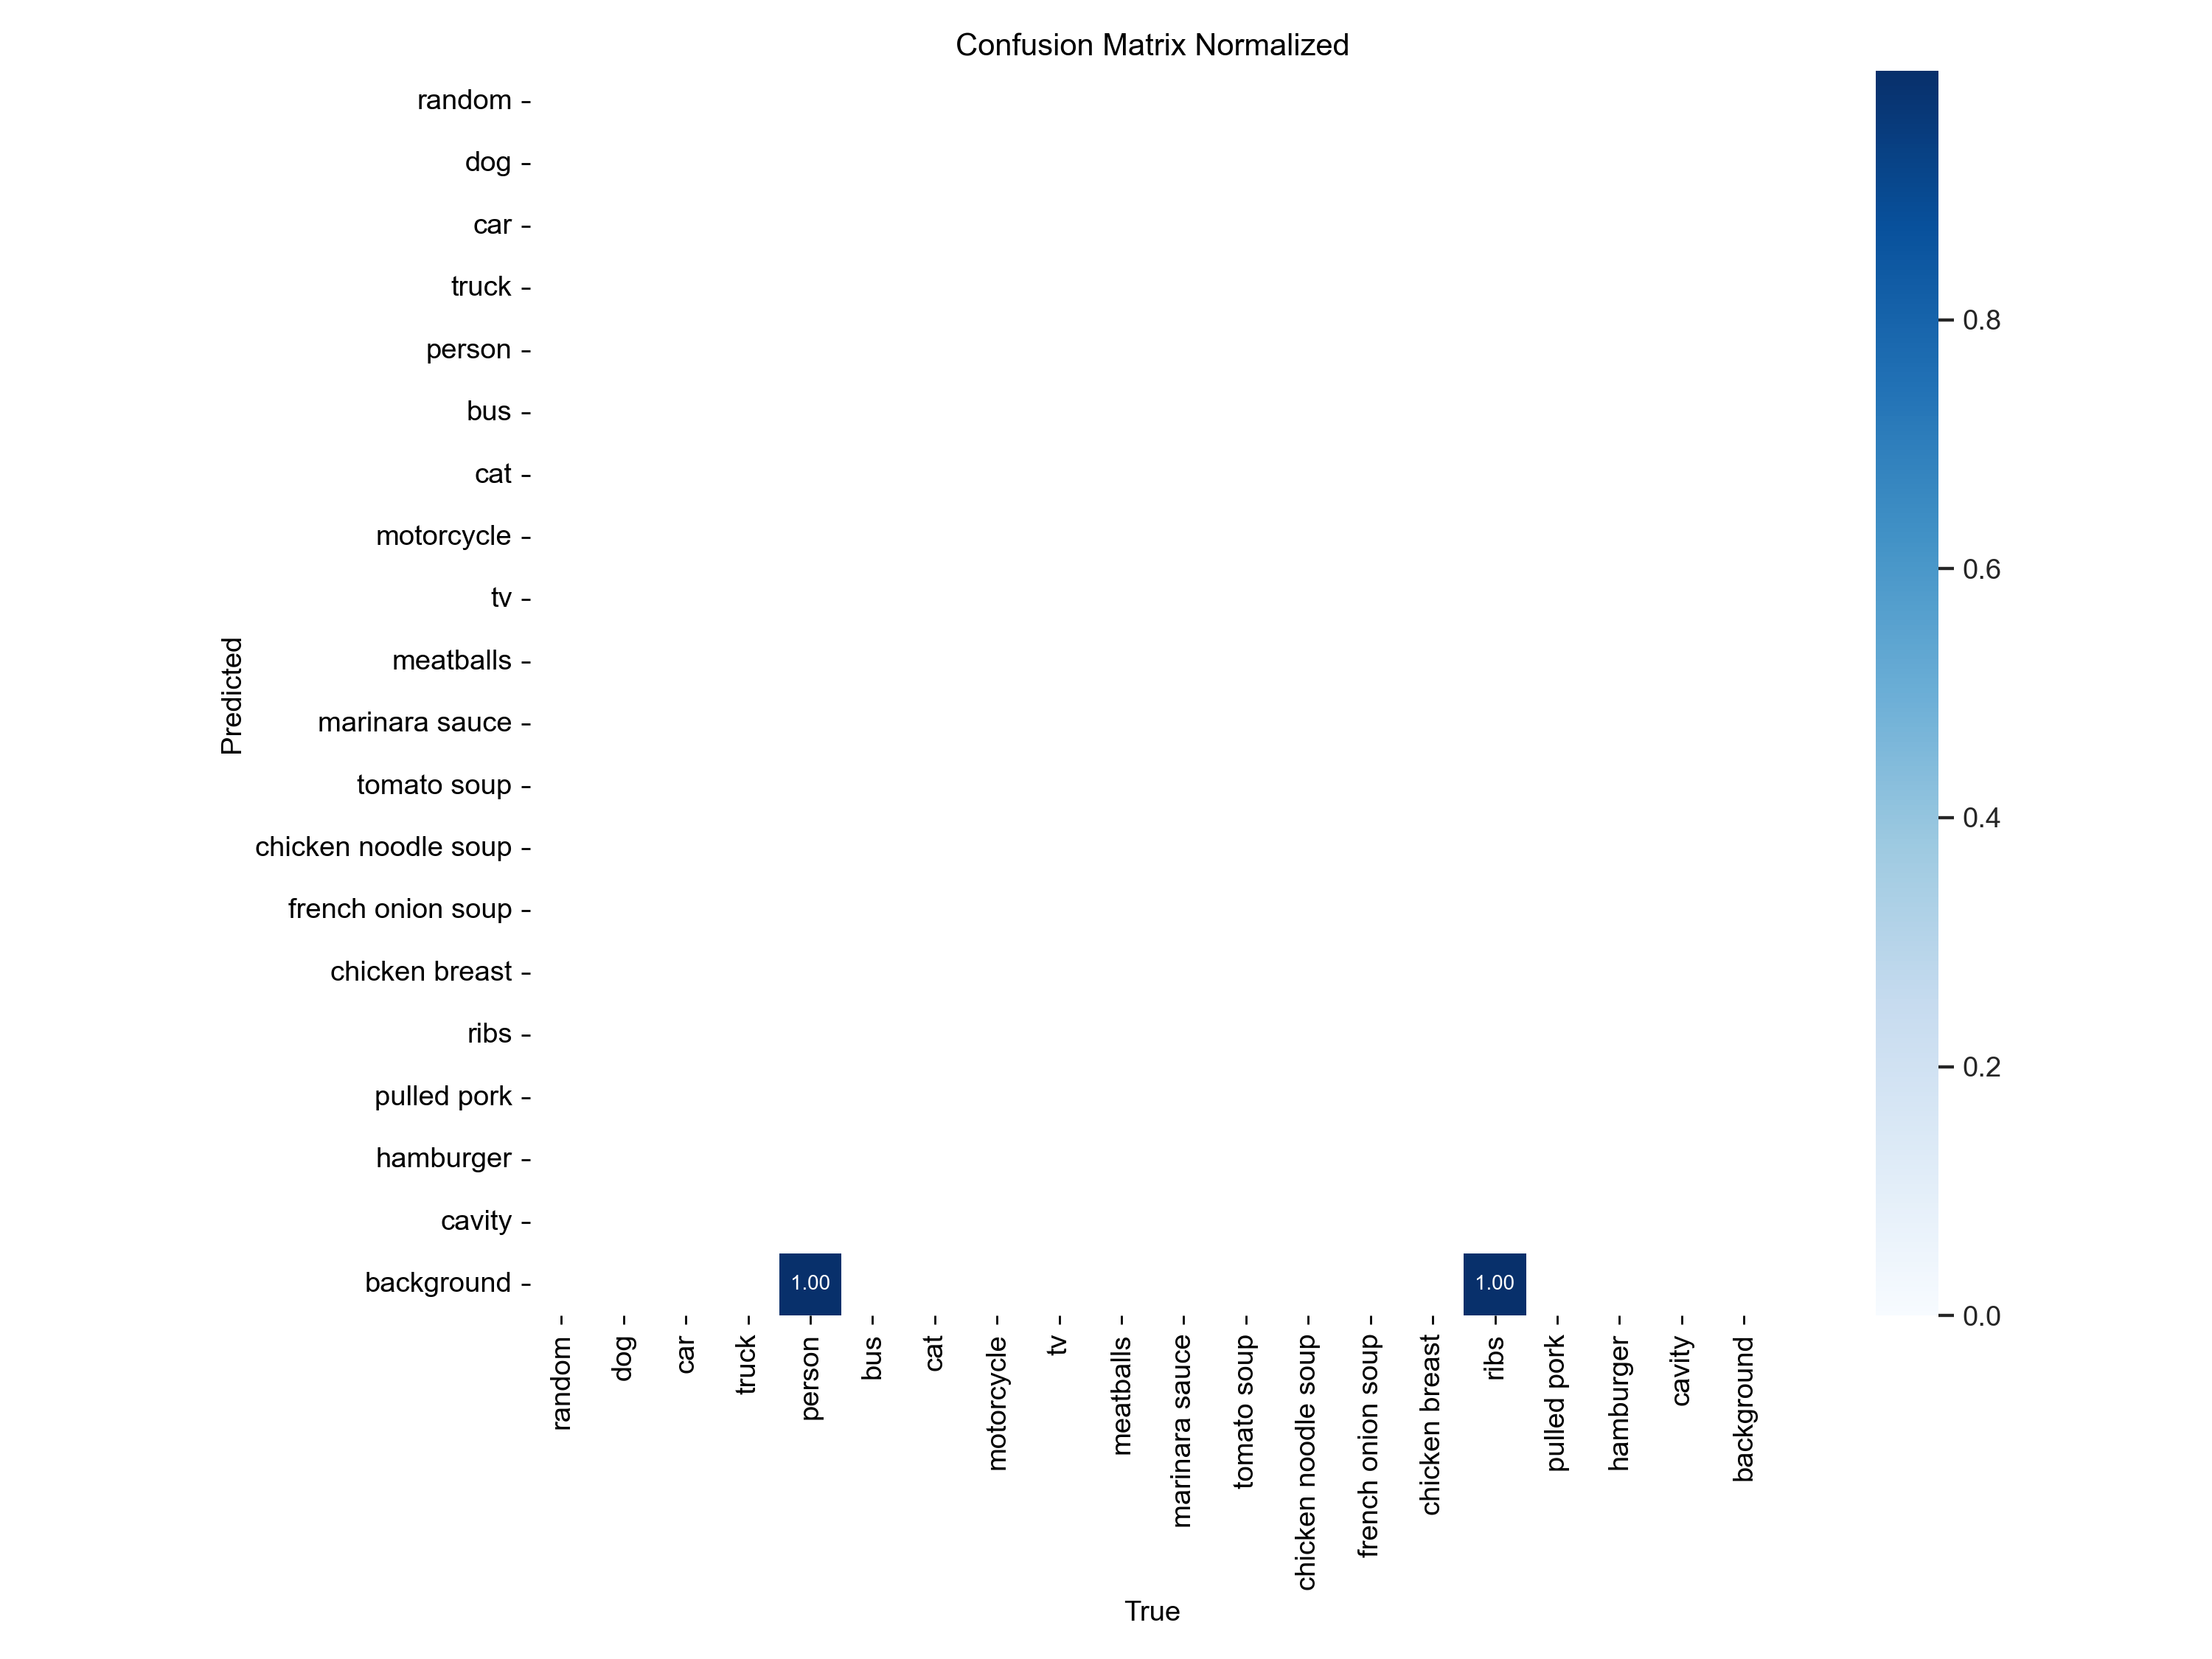 Confusion Matrix Normalized
Predicted
random
dog
car
truck
person
bus
cat
motorcycle
tv
meatballs
marinara sauce
tomato soup
chicken noodle soup
french onion soup
chicken breast
ribs
pulled pork
hamburger
cavity
background
1.00
1.00
random
dog
car
truck
person
bus
cat
motorcycle
tv
meatballs
marinara sauce
tomato soup
chicken noodle soup
french onion soup
chicken breast
ribs
pulled pork
hamburger
cavity
background
True
0.8
0.6
0.4
0.2
0.0